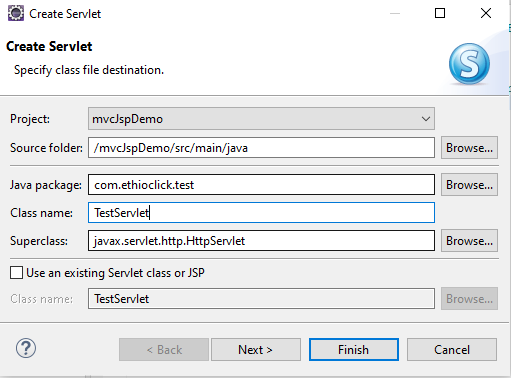 Create Servlet
Create Servlet
Specify class file destination.
S
Project: mvcJspDemo
Source folder: /mvcJspDemo/src/main/java Browse...
Java package: com.ethioclick.test Browse...
Class name: TestServlet
Superclass: javax.servlet.http.HttpServlet Browse...
Use an existing Servlet class or JSP
Class name: TestServlet Browse...
? < Back Next > Finish Cancel